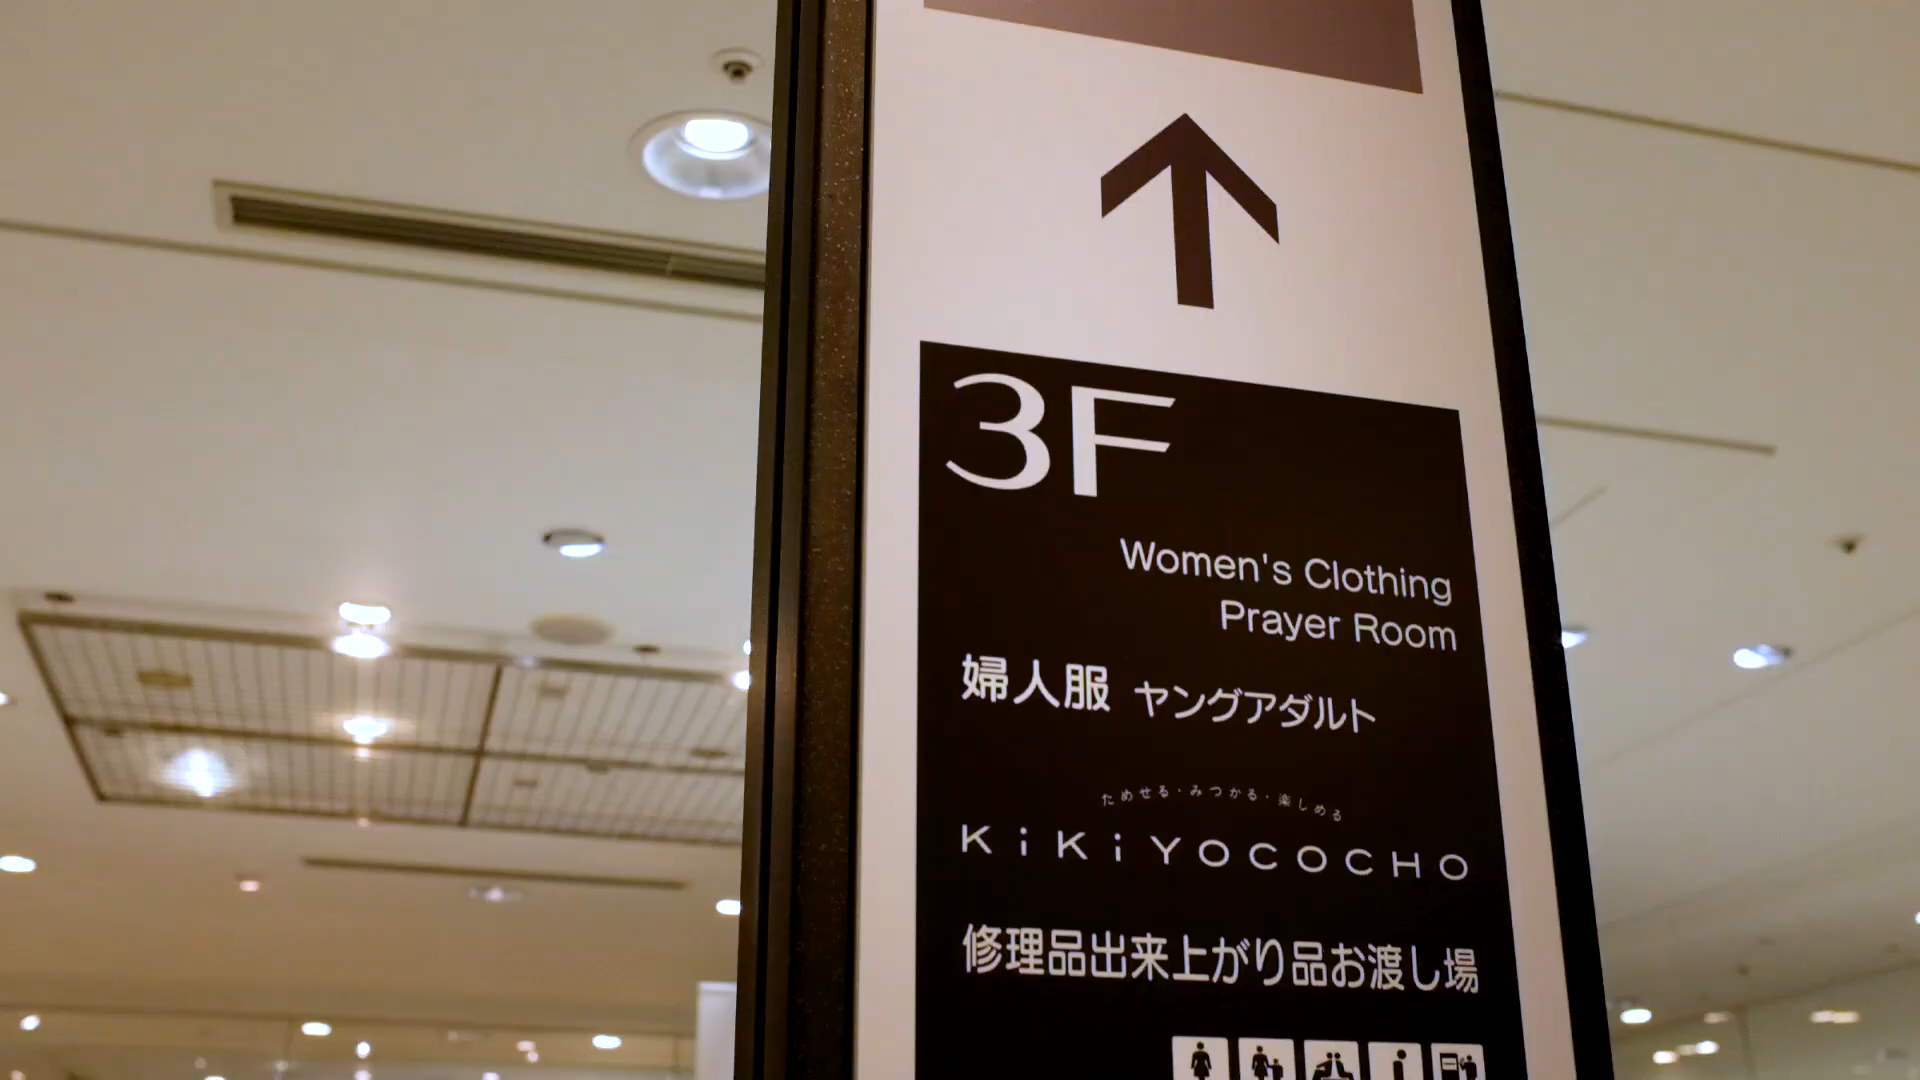 3F
Women's Clothing
Prayer Room
婦人服 ヤングアダルト
ためせる・みつかる・楽しめる
KiKiYOCOCHO
修理品出来上がり品お渡し場